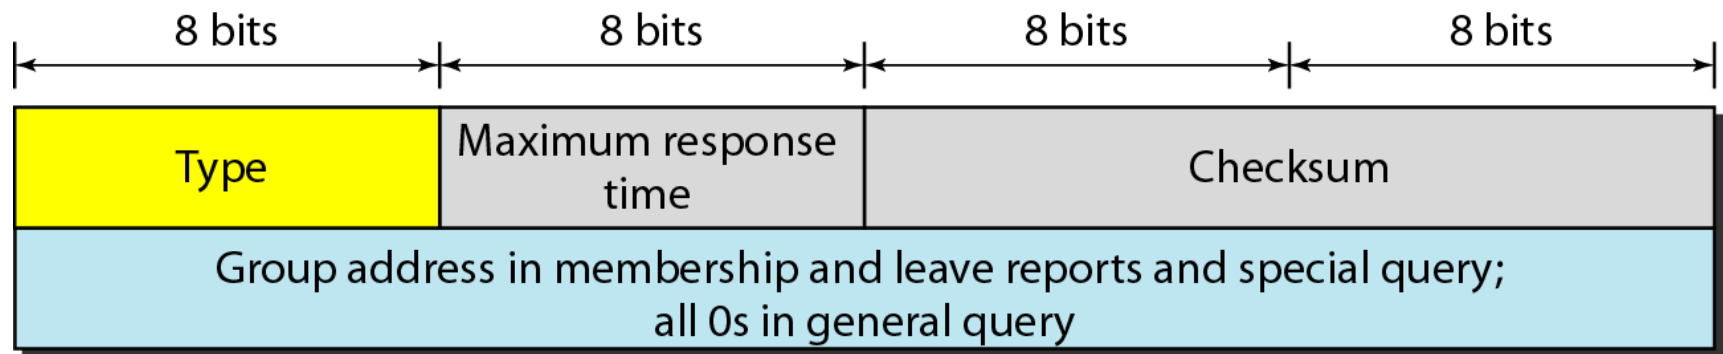 8 bits 8 bits 8 bits 8 bits
Type
Maximum response
time
Checksum
Group address in membership and leave reports and special query;
all 0s in general query